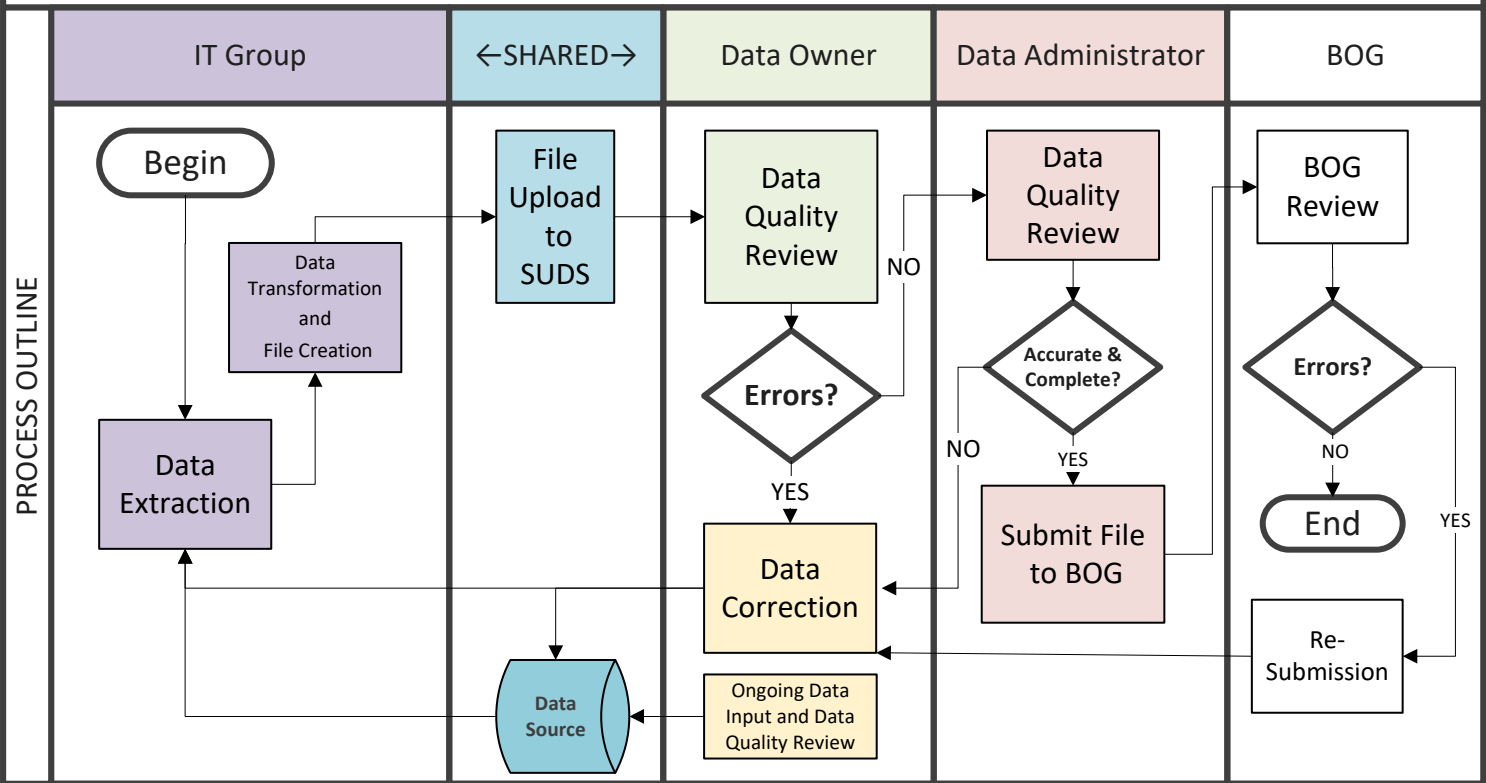 PROCESS OUTLINE
IT Group
←SHARED→
Data Owner
Data Administrator
BOG
Begin
Data
Transformation
and
File Creation
Data
Extraction
File
Upload
to
SUDS
Data
Source
Data
Quality
Review
NO
Errors?
YES
Data
Correction
Ongoing Data
Input and Data
Quality Review
Data
Quality
Review
Accurate &
Complete?
NO
YES
Submit File
to BOG
BOG
Review
Errors?
NO
End
YES
Re-
Submission